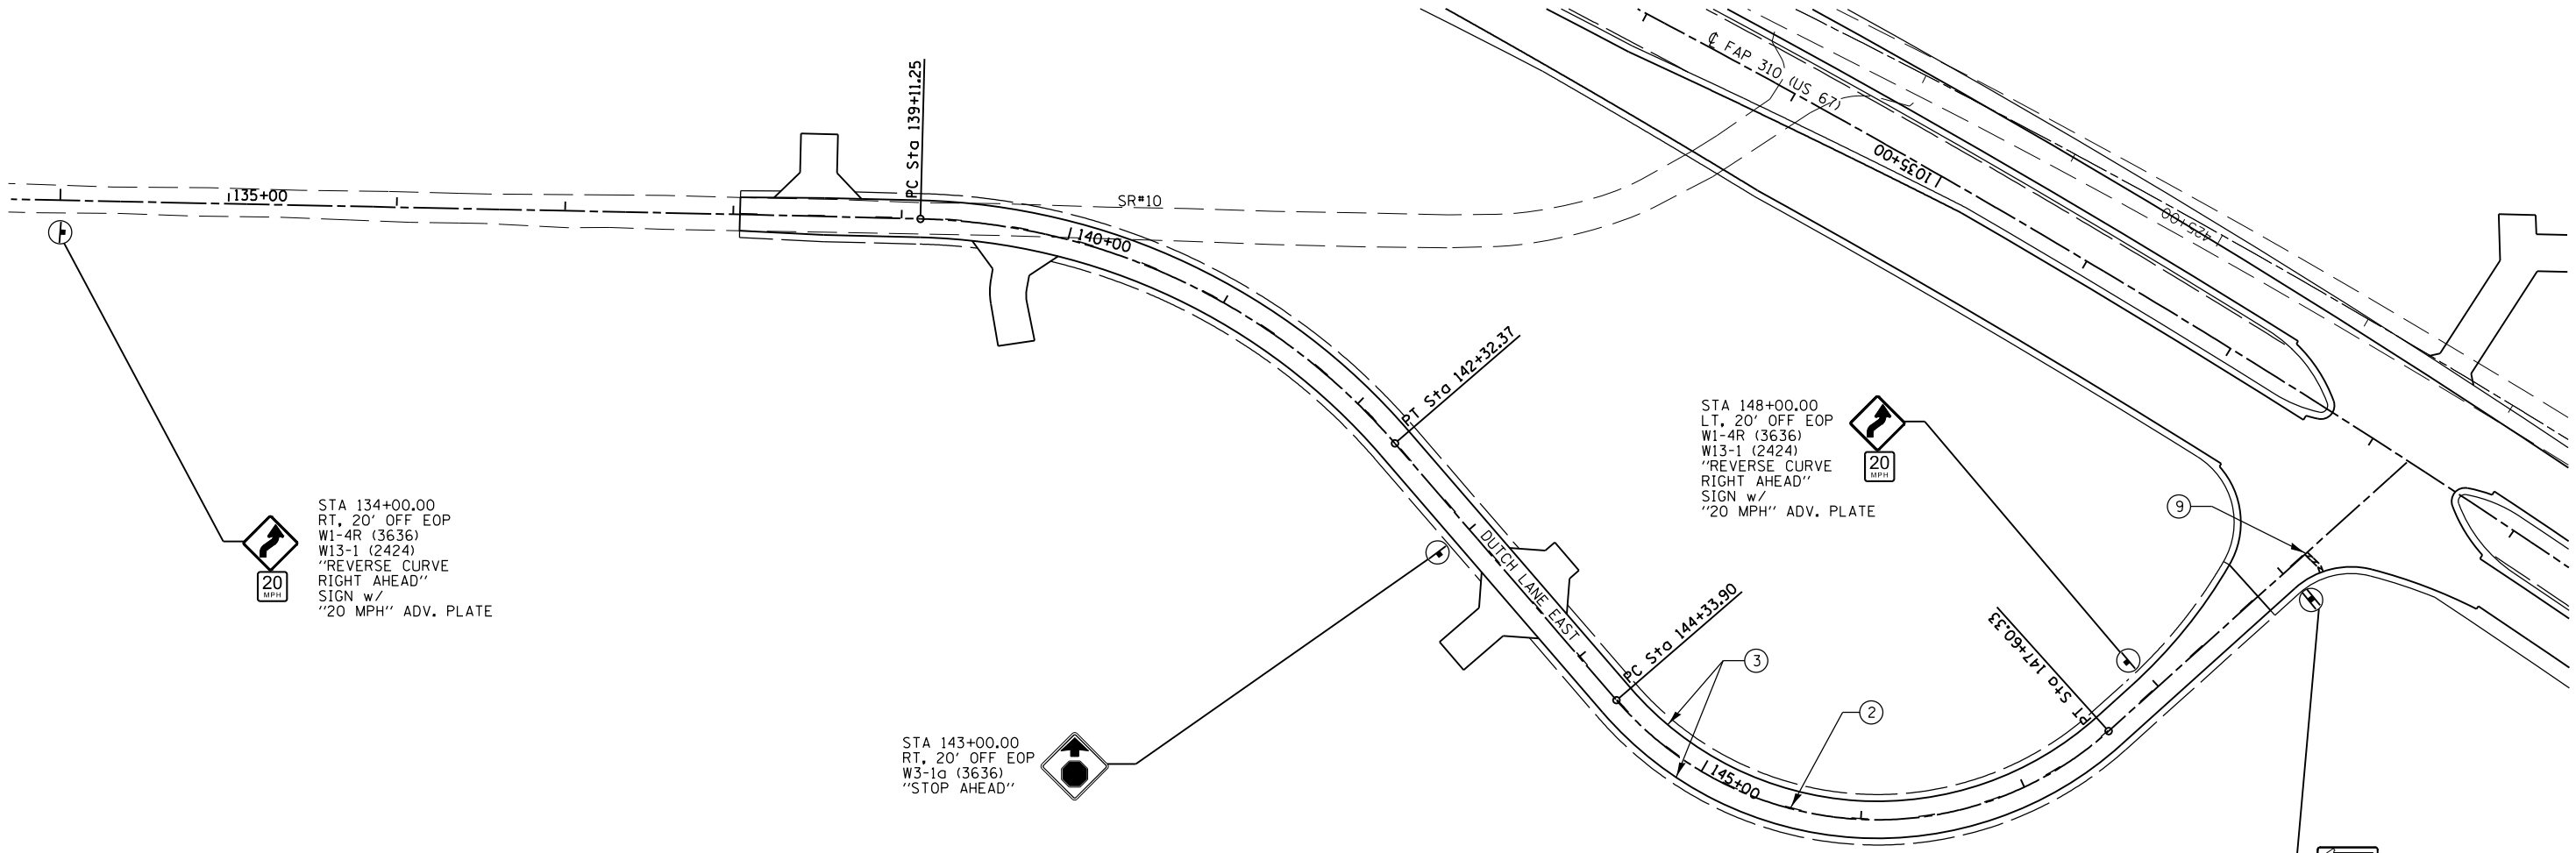 135+00
PC Sta 139+11.25
140+00
SR#10
℄ FAP 310 (US 67)
1035+00
425+00
PT Sta 142+32.37
DUTCH LANE EAST
PC Sta 144+33.90
145+00
PT Sta 147+60.33
STA 134+00.00
RT, 20' OFF EOP
W1-4R (3636)
W13-1 (2424)
"REVERSE CURVE
RIGHT AHEAD"
SIGN w/
"20 MPH" ADV. PLATE
20
MPH
STA 148+00.00
LT, 20' OFF EOP
W1-4R (3636)
W13-1 (2424)
"REVERSE CURVE
RIGHT AHEAD"
SIGN w/
"20 MPH" ADV. PLATE
20
MPH
9
3
2
STA 143+00.00
RT, 20' OFF EOP
W3-1a (3636)
"STOP AHEAD"